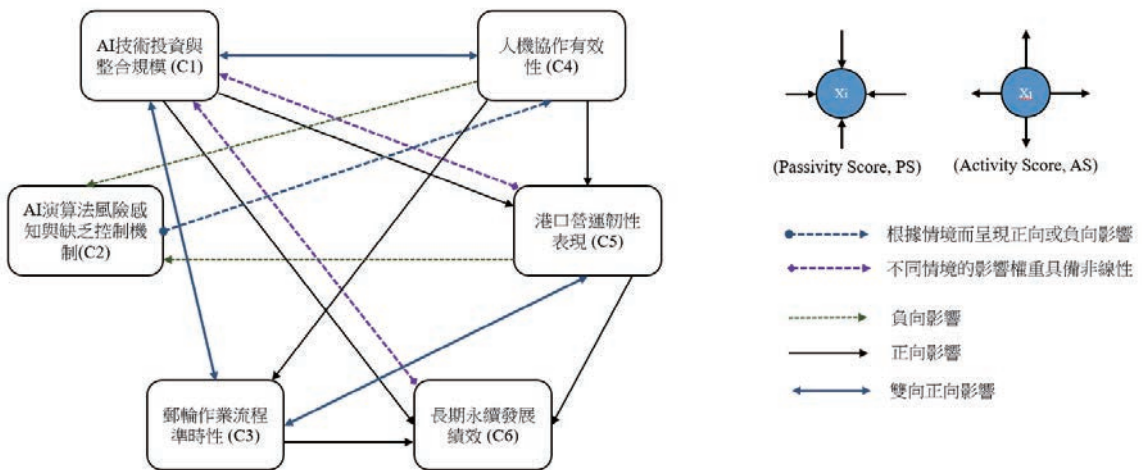 AI技術投資與
整合規模 (C1)
人機協作有效
性 (C4)
AI演算法風險感
知與缺乏控制機
制(C2)
港口營運韌性
表現 (C5)
郵輪作業流程
準時性 (C3)
長期永續發展
績效 (C6)
Xi
Xi
(Passivity Score, PS)
(Activity Score, AS)
根據情境而呈現正向或負向影響
不同情境的影響權重具備非線性
負向影響
正向影響
雙向正向影響